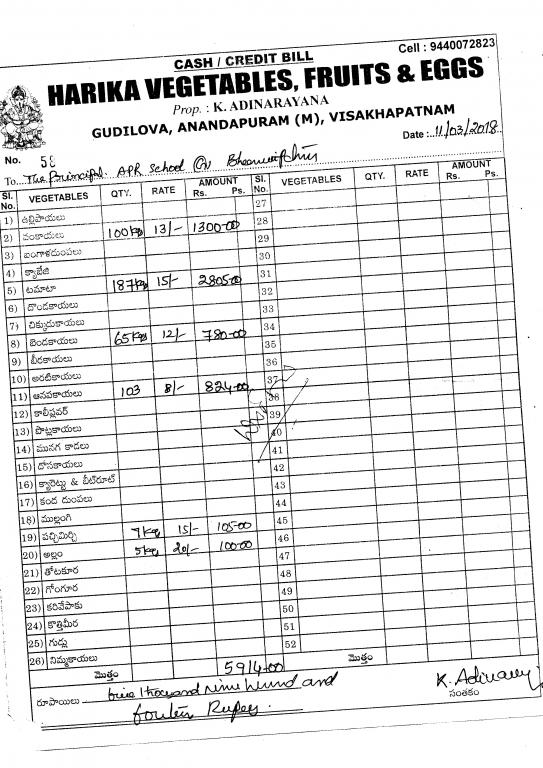 CASH / CREDIT BILL
Cell : 9440072823
HARIKA VEGETABLES, FRUITS & EGGS
Prop. : K. ADINARAYANA
GUDILOVA, ANANDAPURAM (M), VISAKHAPATNAM
Date :..11/03/2018
No. 58
To The Principal. APR School
Sl. No. VEGETABLES QTY. RATE AMOUNT Rs. Ps. Sl. No. VEGETABLES QTY. RATE AMOUNT Rs. Ps.
1) ఉల్లిపాయలు 27
2) వంకాయలు 100kg 13/- 1300-00 28
3) బంగాళదుంపలు 29
4) క్యాబేజి 30
5) టమాటా 187kg 15/- 2805-00 31
6) దొండకాయలు 32
7) చిక్కుడుకాయలు 33
8) బెండకాయలు 65kg 12/- 780-00 34
9) బీరకాయలు 35
10) అరటికాయలు 36
11) ఆనపకాయలు 103 8/- 824-00 37
12) కాలీఫ్లవర్ 38
13) పొట్లకాయలు 39
14) మునగ కాడలు 40
15) దోసకాయలు 41
16) క్యారెట్టు & బీట్‌రూట్ 42
17) కంద దుంపలు 43
18) ముల్లంగి 44
19) పచ్చిమిర్చి 7kg 15/- 105-00 45
20) అల్లం 5kg 20/- 100-00 46
21) తోటకూర 47
22) గోంగూర 48
23) కరివేపాకు 49
24) కొత్తిమీర 50
25) గుడ్లు 51
26) నిమ్మకాయలు 52
మొత్తం 5914-00 మొత్తం
రూపాయిలు five thousand nine hund and
fourten Rupees.
K. Adinaray
సంతకం